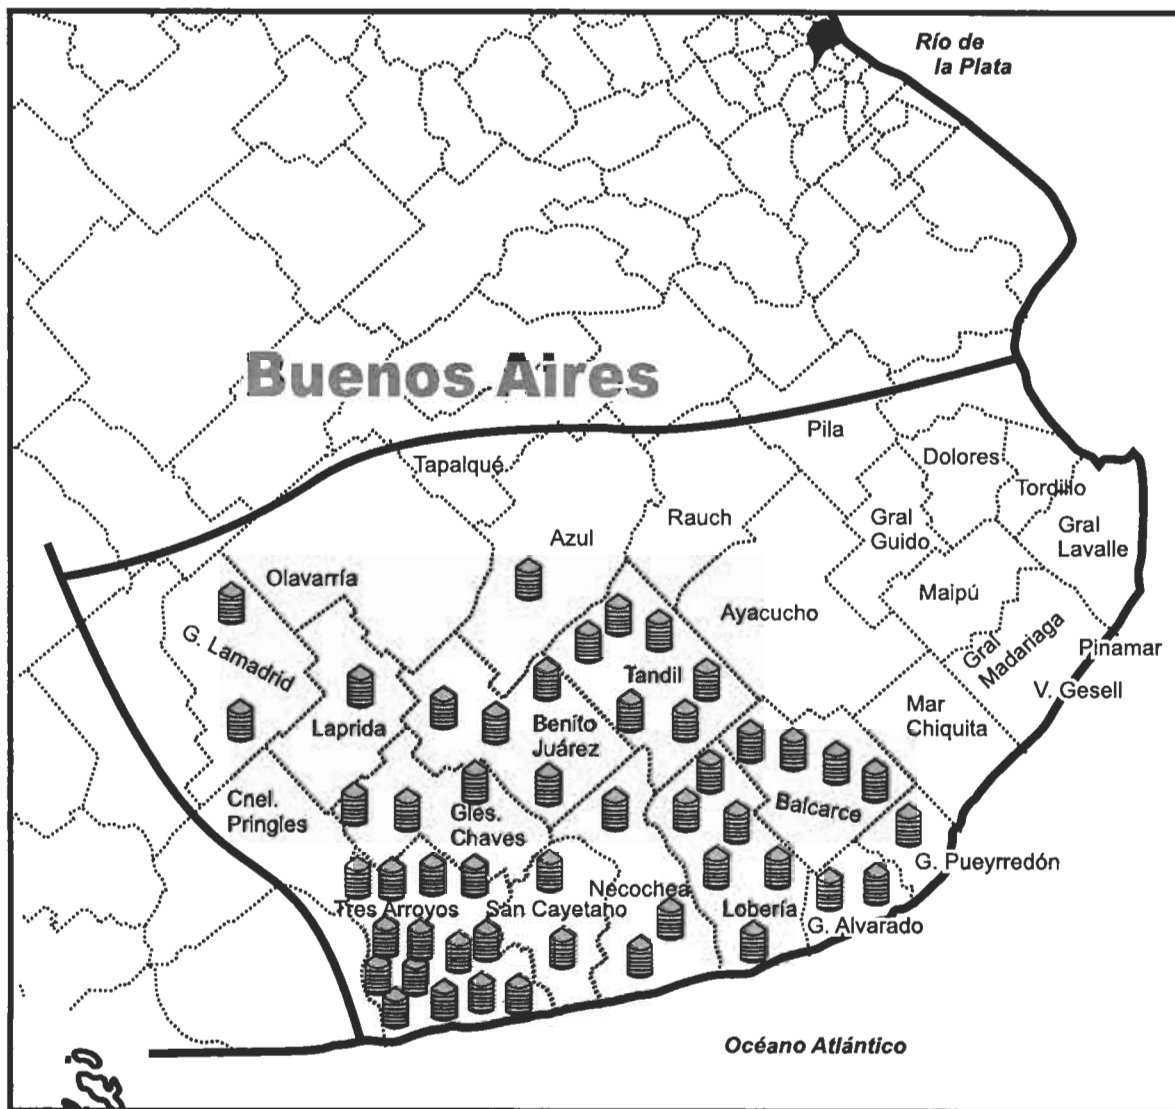 Río de
la Plata
Buenos Aires
Pila
Tapalqué
Dolores
Tordillo
Rauch
Gral
Guido
Azul
Gral
Lavalle
Olavarría
Maipú
Ayacucho
Gral
Madariaga
Pinamar
G. Lamadrid
Tandil
V. Gesell
Mar
Chiquita
Laprida
Benito
Juárez
Cnel.
Pringles
Gles.
Chaves
Balcarce
G. Pueyrredón
Necochea
Tres Arroyos
San Cayetano
Lobería
G. Alvarado
Océano Atlántico